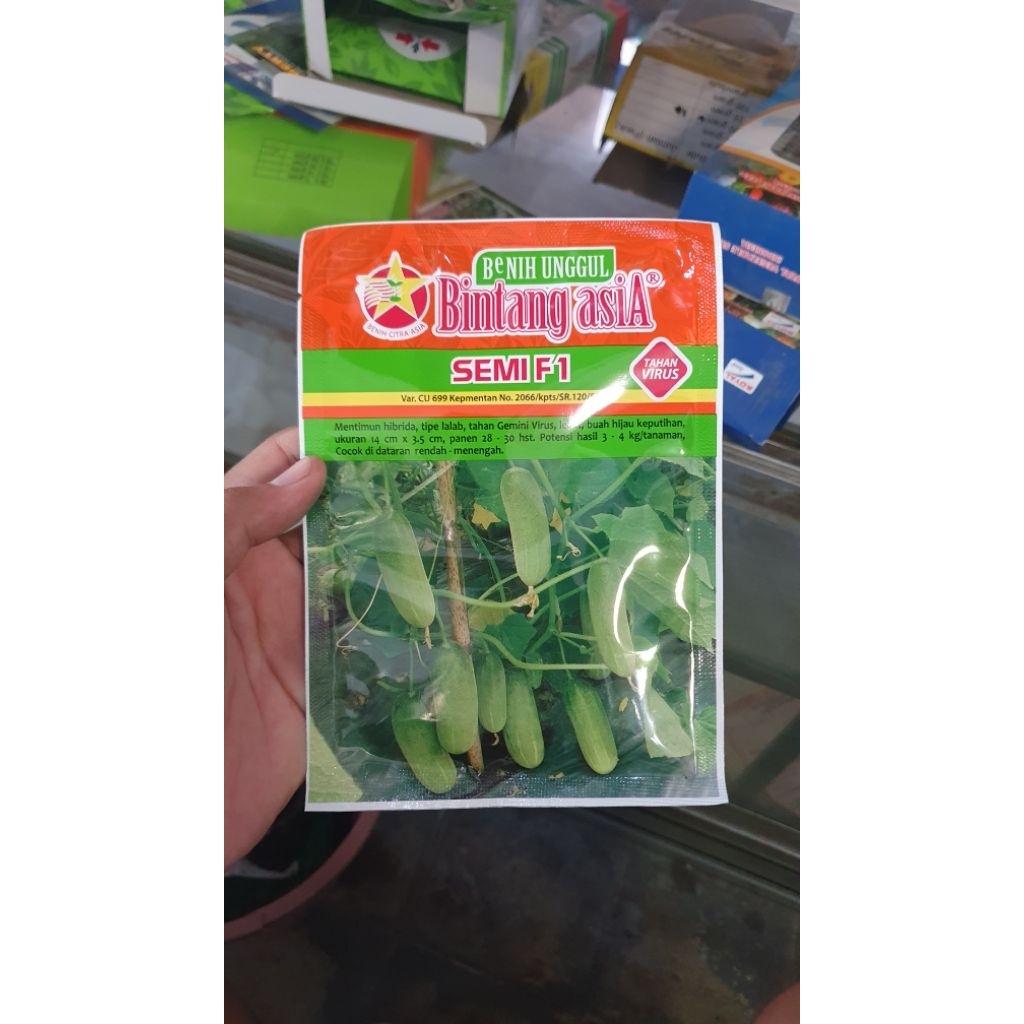 BeNIH UNGGUL
Bintang asiA®
BENIH CITRA ASIA
SEMI F1
TAHAN
VIRUS
Var. CU 699 Kepmentan No. 2066/kpts/SR.120/
Mentimun hibrida, tipe lalab, tahan Gemini Virus, buah hijau keputihan,
ukuran 14 cm x 3.5 cm, panen 28 - 30 hst. Potensi hasil 3 - 4 kg/tanaman,
Cocok di dataran rendah - menengah.
ROYAL